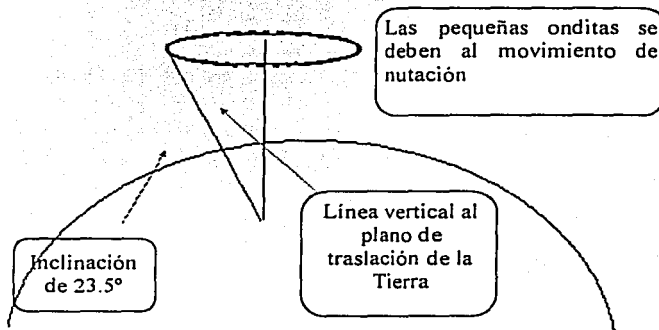 Las pequeñas onditas se
deben al movimiento de
nutación
Línea vertical al
plano de
traslación de la
Tierra
Inclinación
de 23.5º